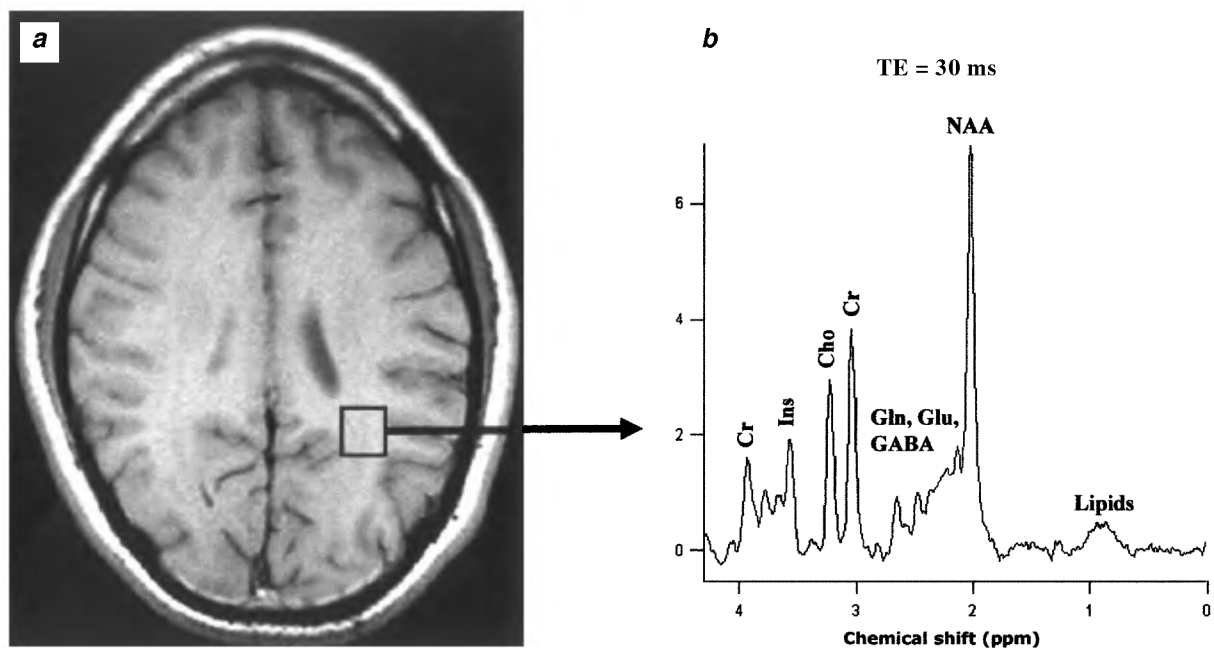 a
b
TE = 30 ms
NAA
Cr
Cho
Ins
Cr
Gln, Glu,
GABA
Lipids
6
4
2
0
4 3 2 1 0
Chemical shift (ppm)